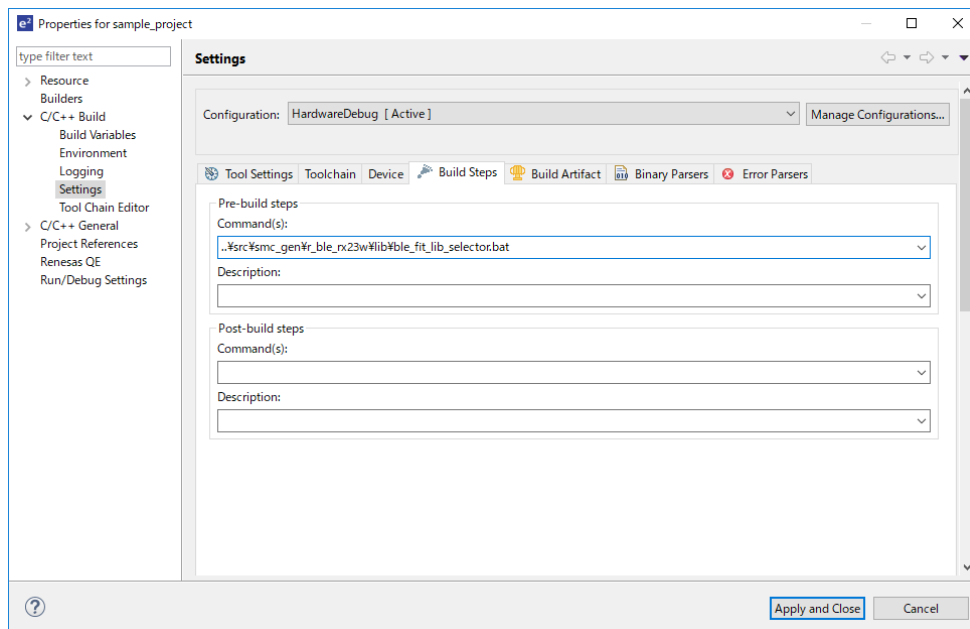 e² Properties for sample_project
type filter text
Settings
Resource
Builders
C/C++ Build
Build Variables
Environment
Logging
Settings
Tool Chain Editor
C/C++ General
Project References
Renesas QE
Run/Debug Settings
Configuration: HardwareDebug [ Active ] Manage Configurations...
Tool Settings Toolchain Device Build Steps Build Artifact Binary Parsers Error Parsers
Pre-build steps
Command(s):
..¥src¥smc_gen¥r_ble_rx23w¥lib¥ble_fit_lib_selector.bat
Description:
Post-build steps
Command(s):
Description:
? Apply and Close Cancel